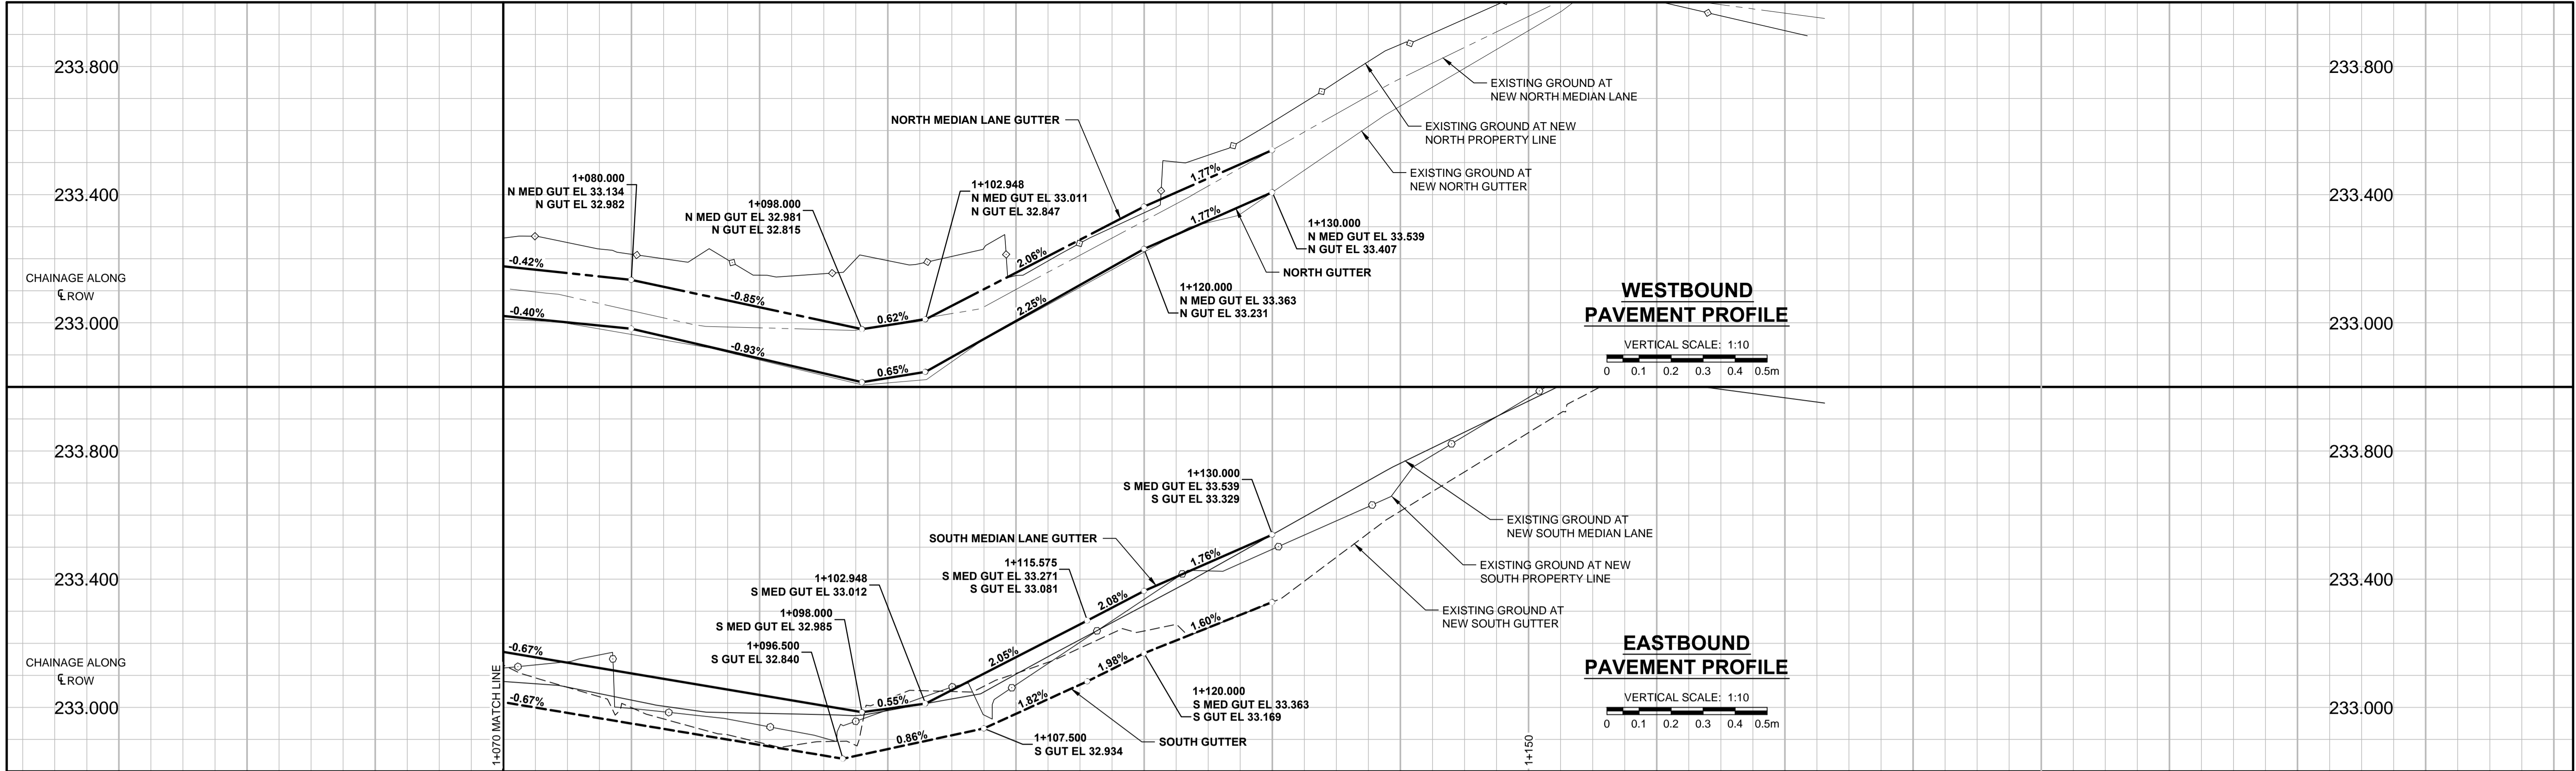 233.800
233.800
EXISTING GROUND AT
NEW NORTH MEDIAN LANE
NORTH MEDIAN LANE GUTTER
EXISTING GROUND AT NEW
NORTH PROPERTY LINE
1.77%
EXISTING GROUND AT
NEW NORTH GUTTER
1+080.000
N MED GUT EL 33.134
N GUT EL 32.982
233.400
233.400
1+098.000
N MED GUT EL 32.981
N GUT EL 32.815
1+102.948
N MED GUT EL 33.011
N GUT EL 32.847
1.77%
1+130.000
N MED GUT EL 33.539
N GUT EL 33.407
2.06%
-0.42%
NORTH GUTTER
CHAINAGE ALONG
℄ ROW
-0.85%
2.25%
1+120.000
N MED GUT EL 33.363
N GUT EL 33.231
WESTBOUND
PAVEMENT PROFILE
-0.40%
0.62%
233.000
233.000
-0.93%
0.65%
VERTICAL SCALE: 1:10
0 0.1 0.2 0.3 0.4 0.5m
233.800
233.800
1+130.000
S MED GUT EL 33.539
S GUT EL 33.329
EXISTING GROUND AT
NEW SOUTH MEDIAN LANE
SOUTH MEDIAN LANE GUTTER
1.76%
EXISTING GROUND AT NEW
SOUTH PROPERTY LINE
1+115.575
S MED GUT EL 33.271
S GUT EL 33.081
233.400
233.400
1+102.948
S MED GUT EL 33.012
2.08%
EXISTING GROUND AT
NEW SOUTH GUTTER
1+098.000
S MED GUT EL 32.985
1.60%
1+096.500
S GUT EL 32.840
EASTBOUND
PAVEMENT PROFILE
-0.67%
2.05%
1.98%
CHAINAGE ALONG
℄ ROW
1+070 MATCH LINE
-0.67%
0.55%
1.82%
1+120.000
S MED GUT EL 33.363
S GUT EL 33.169
VERTICAL SCALE: 1:10
0 0.1 0.2 0.3 0.4 0.5m
233.000
233.000
0.86%
1+107.500
S GUT EL 32.934
SOUTH GUTTER
1+150